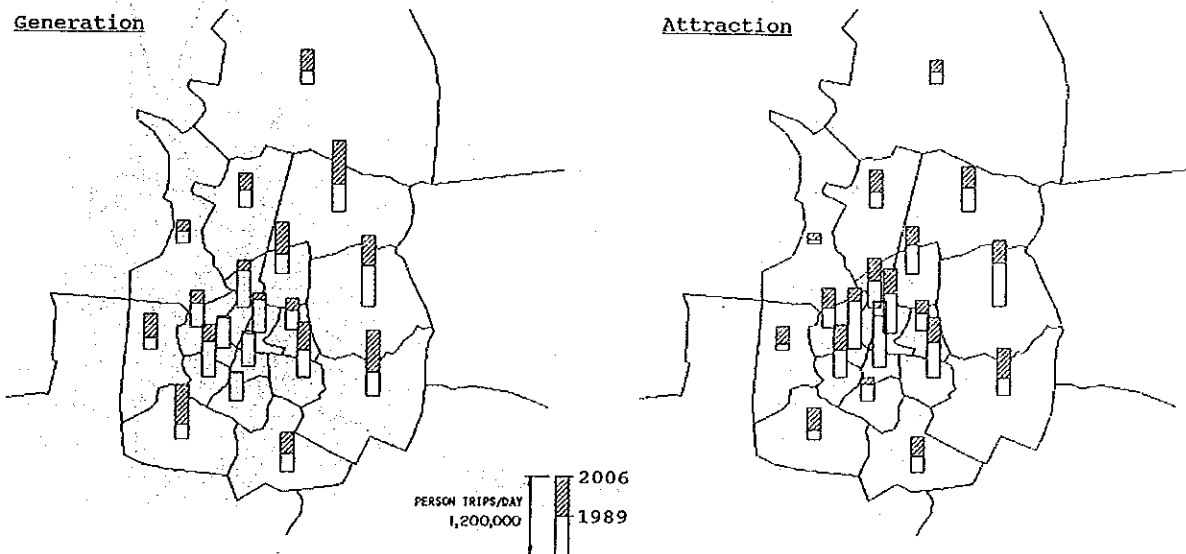 Generation
Attraction
PERSON TRIPS/DAY
1,200,000
2006
1989